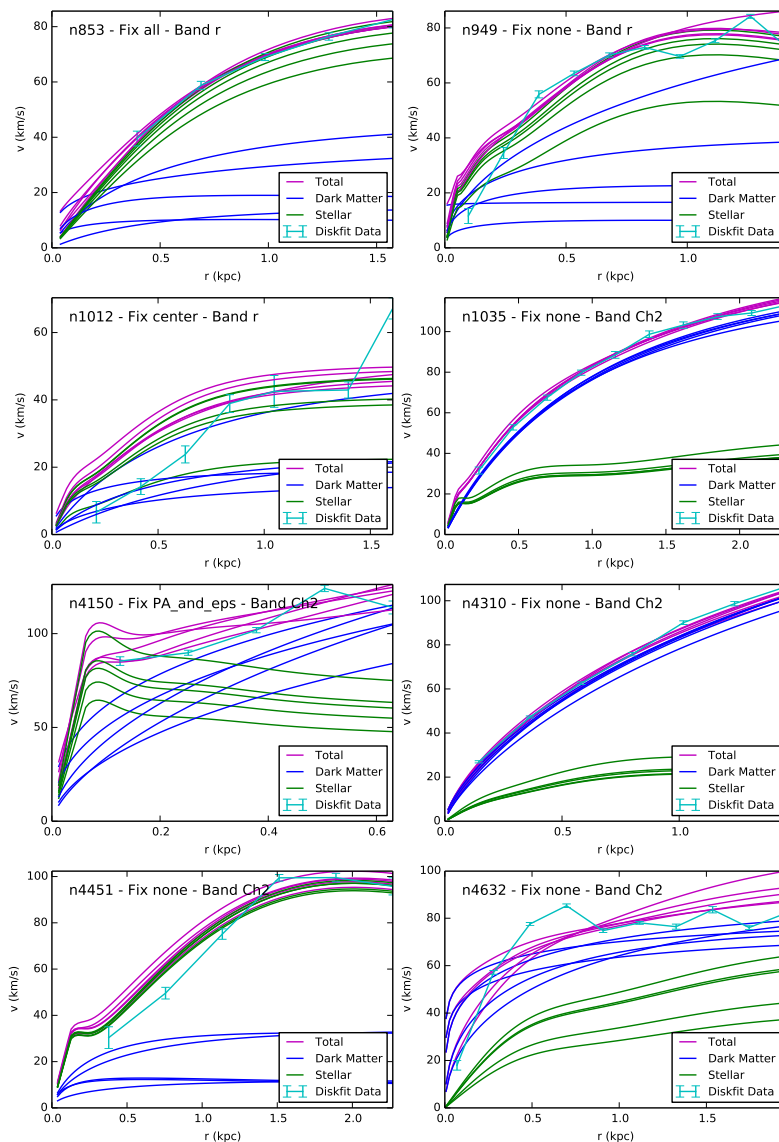 n853 - Fix all - Band r
80
60
40
20
0
v (km/s)
0.0 0.5 1.0 1.5
r (kpc)
Total
Dark Matter
Stellar
Diskfit Data
n949 - Fix none - Band r
80
60
40
20
0
v (km/s)
0.0 0.5 1.0
r (kpc)
Total
Dark Matter
Stellar
Diskfit Data
n1012 - Fix center - Band r
60
40
20
0
v (km/s)
0.0 0.5 1.0 1.5
r (kpc)
Total
Dark Matter
Stellar
Diskfit Data
n1035 - Fix none - Band Ch2
100
80
60
40
20
0
v (km/s)
0.0 0.5 1.0 1.5 2.0
r (kpc)
Total
Dark Matter
Stellar
Diskfit Data
n4150 - Fix PA_and_eps - Band Ch2
100
50
0
v (km/s)
0.0 0.2 0.4 0.6
r (kpc)
Total
Dark Matter
Stellar
Diskfit Data
n4310 - Fix none - Band Ch2
100
80
60
40
20
0
v (km/s)
0.0 0.5 1.0
r (kpc)
Total
Dark Matter
Stellar
Diskfit Data
n4451 - Fix none - Band Ch2
100
80
60
40
20
0
v (km/s)
0.0 0.5 1.0 1.5 2.0
r (kpc)
Total
Dark Matter
Stellar
Diskfit Data
n4632 - Fix none - Band Ch2
100
80
60
40
20
0
v (km/s)
0.0 0.5 1.0 1.5
r (kpc)
Total
Dark Matter
Stellar
Diskfit Data